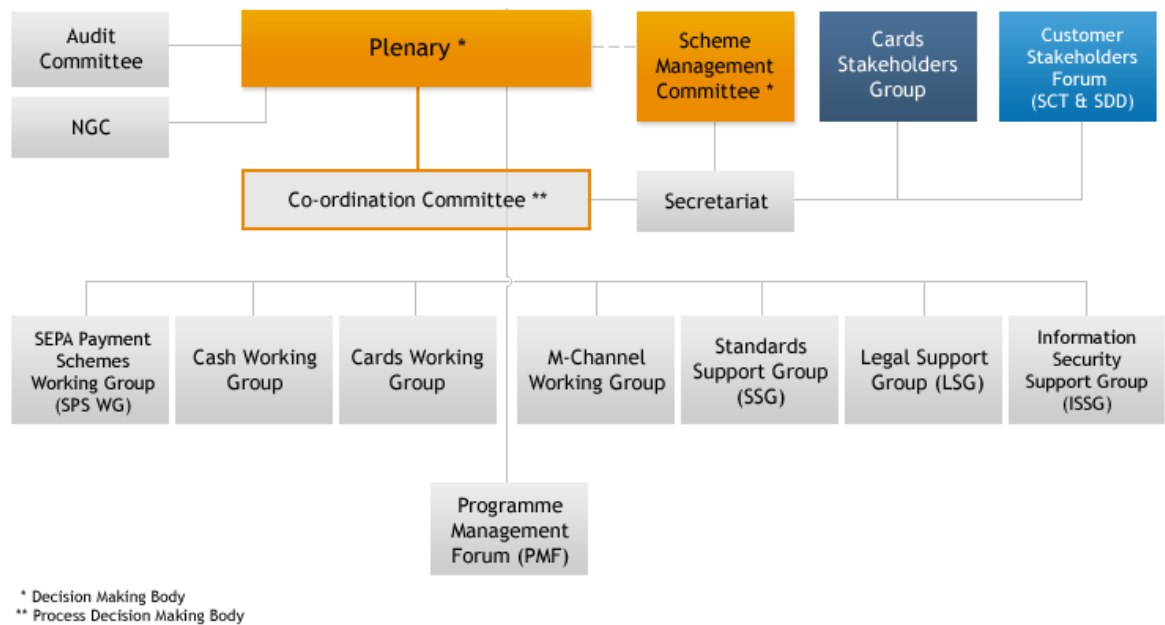 Audit
Committee
Plenary *
Scheme
Management
Committee *
Cards
Stakeholders
Group
Customer
Stakeholders
Forum
(SCT & SDD)
NGC
Co-ordination Committee **
Secretariat
SEPA Payment
Schemes
Working Group
(SPS WG)
Cash Working
Group
Cards Working
Group
M-Channel
Working Group
Standards
Support Group
(SSG)
Legal Support
Group (LSG)
Information
Security
Support Group
(ISSG)
Programme
Management
Forum (PMF)
* Decision Making Body
** Process Decision Making Body